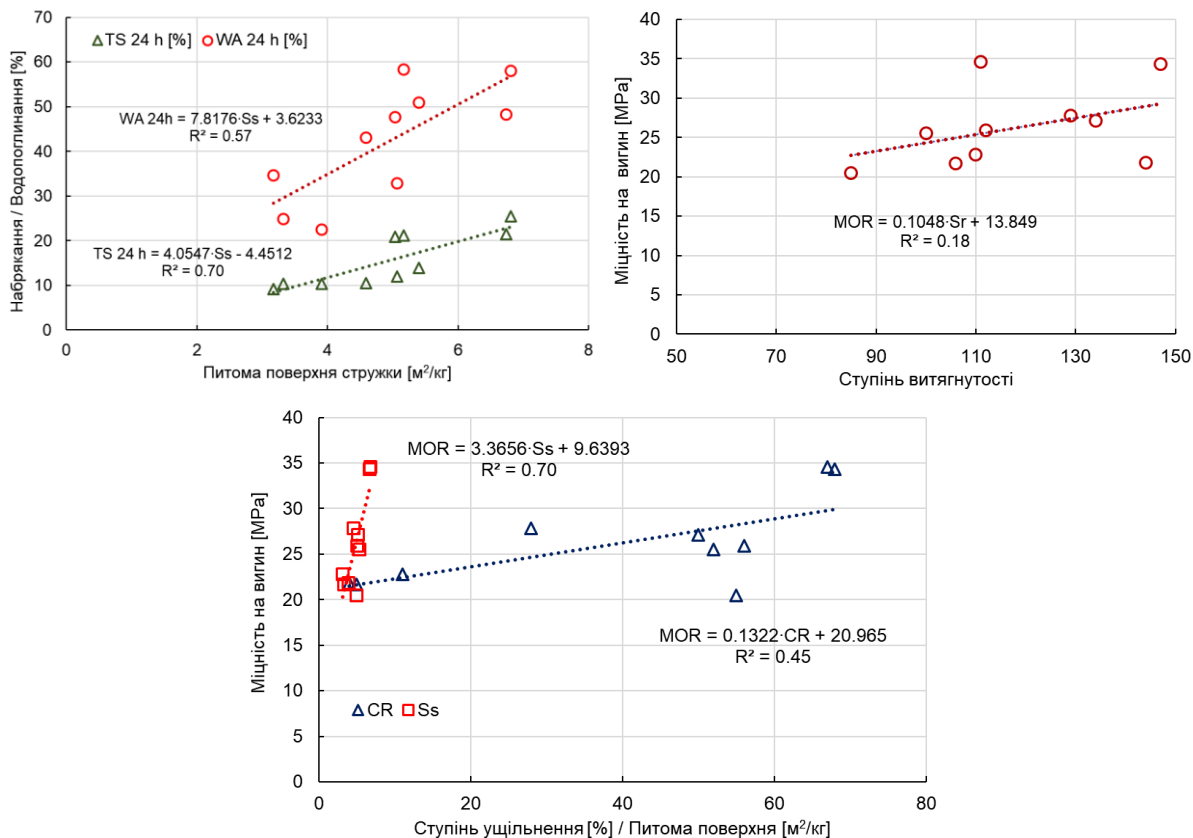 70
60
50
40
30
20
10
0
Набрякання / Водопоглинання [%]
TS 24 h [%] WA 24 h [%]
WA 24h = 7.8176·Ss + 3.6233
R² = 0.57
TS 24 h = 4.0547·Ss - 4.4512
R² = 0.70
0 2 4 6 8
Питома поверхня стружки [м²/кг]
40
35
30
25
20
15
10
5
0
Міцність на вигин [MPa]
MOR = 0.1048·Sr + 13.849
R² = 0.18
50 70 90 110 130 150
Ступінь витягнутості
40
35
30
25
20
15
10
5
0
Міцність на вигин [MPa]
MOR = 3.3656·Ss + 9.6393
R² = 0.70
MOR = 0.1322·CR + 20.965
R² = 0.45
CR Ss
0 20 40 60 80
Ступінь ущільнення [%] / Питома поверхня [м²/кг]